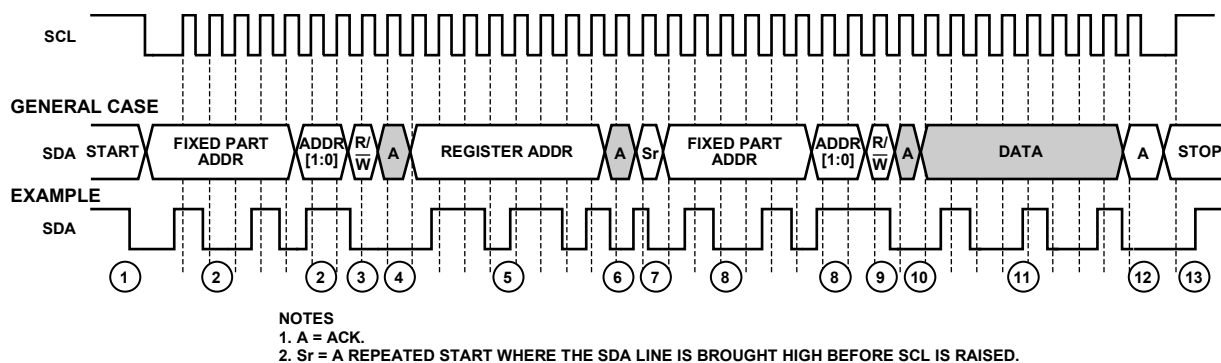 SCL
GENERAL CASE
SDA START FIXED PART ADDR ADDR [1:0] R/W A REGISTER ADDR A Sr FIXED PART ADDR ADDR [1:0] R/W A DATA A STOP
EXAMPLE
SDA
1 2 2 3 4 5 6 7 8 8 9 10 11 12 13
NOTES
1. A = ACK.
2. Sr = A REPEATED START WHERE THE SDA LINE IS BROUGHT HIGH BEFORE SCL IS RAISED.